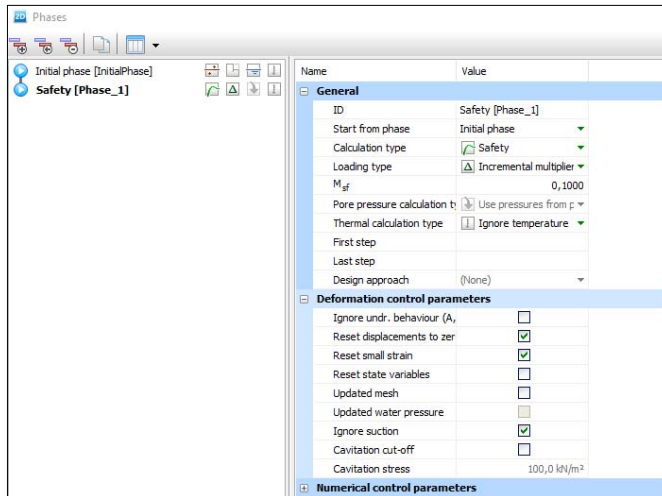 2D Phases
Initial phase [InitialPhase]
Safety [Phase_1]
Name Value
General
ID Safety [Phase_1]
Start from phase Initial phase
Calculation type Safety
Loading type Incremental multiplier
Msf 0,1000
Pore pressure calculation ty Use pressures from p
Thermal calculation type Ignore temperature
First step
Last step
Design approach (None)
Deformation control parameters
Ignore undr. behaviour (A,
Reset displacements to zer
Reset small strain
Reset state variables
Updated mesh
Updated water pressure
Ignore suction
Cavitation cut-off
Cavitation stress 100,0 kN/m²
Numerical control parameters